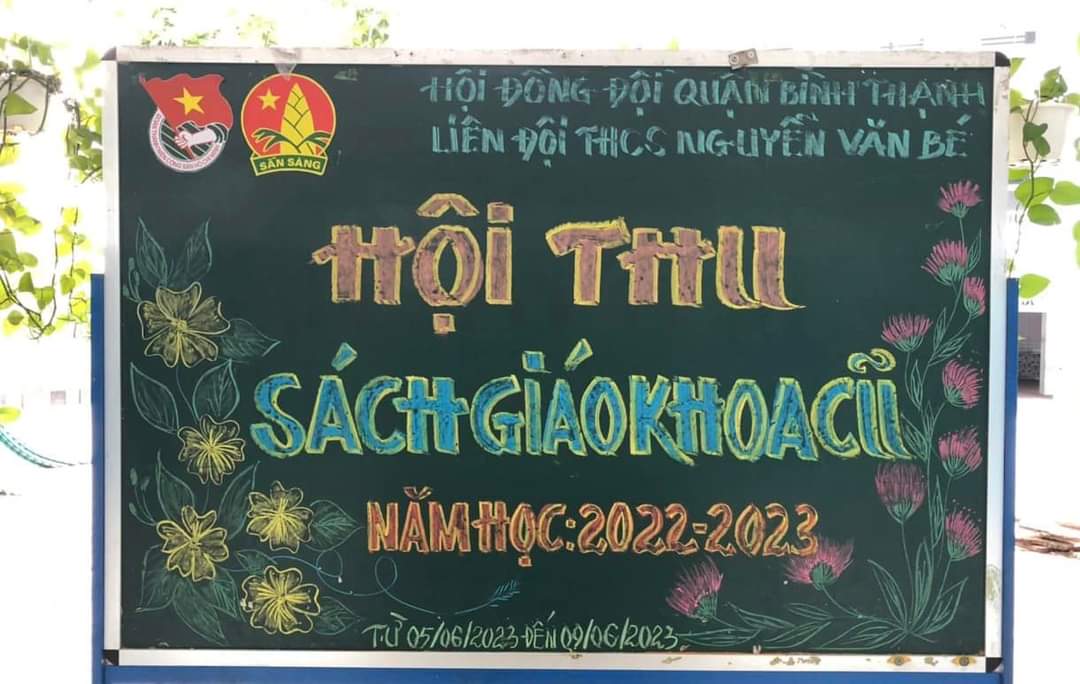 HỘI ĐỒNG ĐỘI QUẬN BÌNH THẠNH
LIÊN ĐỘI THCS NGUYỄN VĂN BÉ
SẴN SÀNG
HỘI THU
SÁCH GIÁO KHOA CŨ
NĂM HỌC: 2022-2023
TỪ 05/06/2023 ĐẾN 09/06/2023